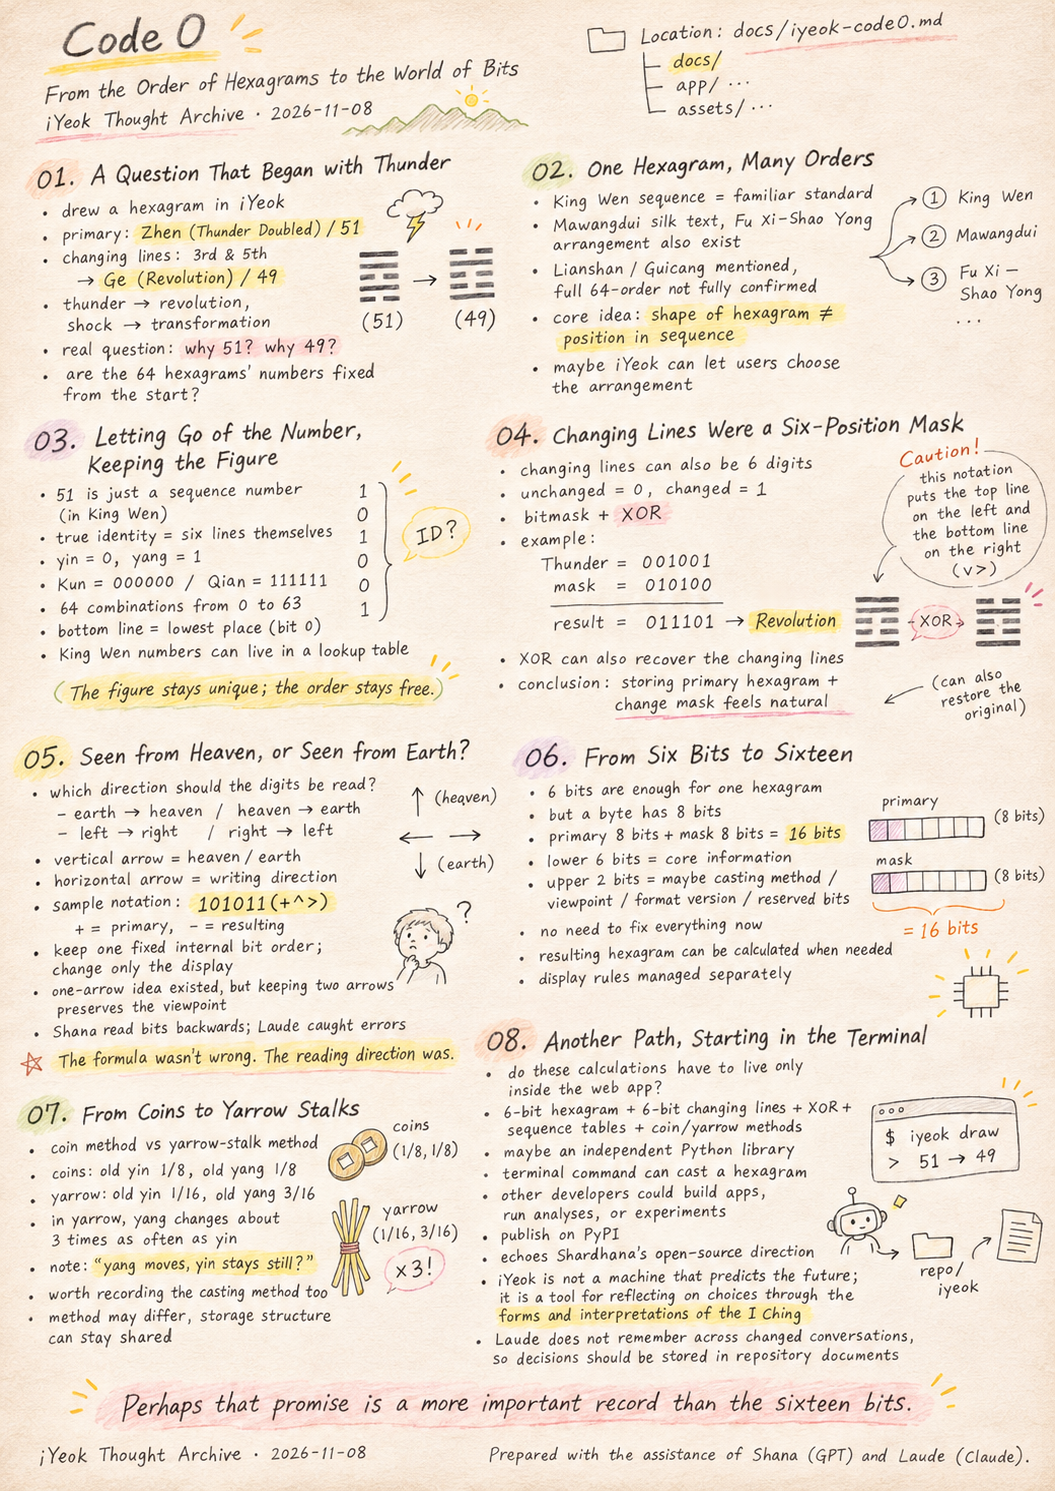 Code 0
From the Order of Hexagrams to the World of Bits
iYeok Thought Archive · 2026-11-08
Location: docs/iyeok-code0.md
docs/
app/ ...
assets/ ...
01. A Question That Began with Thunder
• drew a hexagram in iYeok
• primary: Zhen (Thunder Doubled) / 51
• changing lines: 3rd & 5th
→ Ge (Revolution) / 49
• thunder → revolution,
shock → transformation
• real question: why 51? why 49?
• are the 64 hexagrams' numbers fixed
from the start?
→
(51)
(49)
02. One Hexagram, Many Orders
• King Wen sequence = familiar standard
• Mawangdui silk text, Fu Xi–Shao Yong
arrangement also exist
• Lianshan / Guicang mentioned,
full 64-order not fully confirmed
• core idea: shape of hexagram ≠
position in sequence
• maybe iYeok can let users choose
the arrangement
1 King Wen
2 Mawangdui
3 Fu Xi –
Shao Yong
...
03. Letting Go of the Number,
Keeping the Figure
• 51 is just a sequence number
(in King Wen)
• true identity = six lines themselves
• yin = 0, yang = 1
• Kun = 000000 / Qian = 111111
• 64 combinations from 0 to 63
• bottom line = lowest place (bit 0)
• King Wen numbers can live in a lookup table
1
0
1
0
0
1
ID?
(The figure stays unique; the order stays free.)
04. Changing Lines Were a Six-Position Mask
• changing lines can also be 6 digits
• unchanged = 0, changed = 1
• bitmask + XOR
• example:
Thunder = 001001
mask = 010100
result = 011101 → Revolution
Caution!
this notation
puts the top line
on the left and
the bottom line
on the right
(v>)
XOR
• XOR can also recover the changing lines
• conclusion: storing primary hexagram +
change mask feels natural
(can also
restore the
original)
05. Seen from Heaven, or Seen from Earth?
• which direction should the digits be read?
– earth → heaven / heaven → earth
– left → right / right → left
• vertical arrow = heaven / earth
• horizontal arrow = writing direction
• sample notation: 101011(+^>)
+ = primary, – = resulting
• keep one fixed internal bit order;
change only the display
• one-arrow idea existed, but keeping two arrows
preserves the viewpoint
• Shana read bits backwards; Laude caught errors
☆ The formula wasn't wrong. The reading direction was.
↑ (heaven)
← →
↓ (earth)
?
06. From Six Bits to Sixteen
• 6 bits are enough for one hexagram
• but a byte has 8 bits
• primary 8 bits + mask 8 bits = 16 bits
• lower 6 bits = core information
• upper 2 bits = maybe casting method /
viewpoint / format version / reserved bits
• no need to fix everything now
• resulting hexagram can be calculated when needed
• display rules managed separately
primary
(8 bits)
mask
(8 bits)
= 16 bits
07. From Coins to Yarrow Stalks
• coin method vs yarrow-stalk method
• coins: old yin 1/8, old yang 1/8
• yarrow: old yin 1/16, old yang 3/16
• in yarrow, yang changes about
3 times as often as yin
• note: "yang moves, yin stays still?"
• worth recording the casting method too
• method may differ, storage structure
can stay shared
coins
(1/8, 1/8)
yarrow
(1/16, 3/16)
x3!
08. Another Path, Starting in the Terminal
• do these calculations have to live only
inside the web app?
• 6-bit hexagram + 6-bit changing lines + XOR +
sequence tables + coin/yarrow methods
• maybe an independent Python library
• terminal command can cast a hexagram
• other developers could build apps,
run analyses, or experiments
• publish on PyPI
• echoes Shardhana's open-source direction
• iYeok is not a machine that predicts the future;
it is a tool for reflecting on choices through the
forms and interpretations of the I Ching
• Laude does not remember across changed conversations,
so decisions should be stored in repository documents
$ iyeok draw
> 51 → 49
repo/
iyeok
Perhaps that promise is a more important record than the sixteen bits.
iYeok Thought Archive · 2026-11-08
Prepared with the assistance of Shana (GPT) and Laude (Claude).